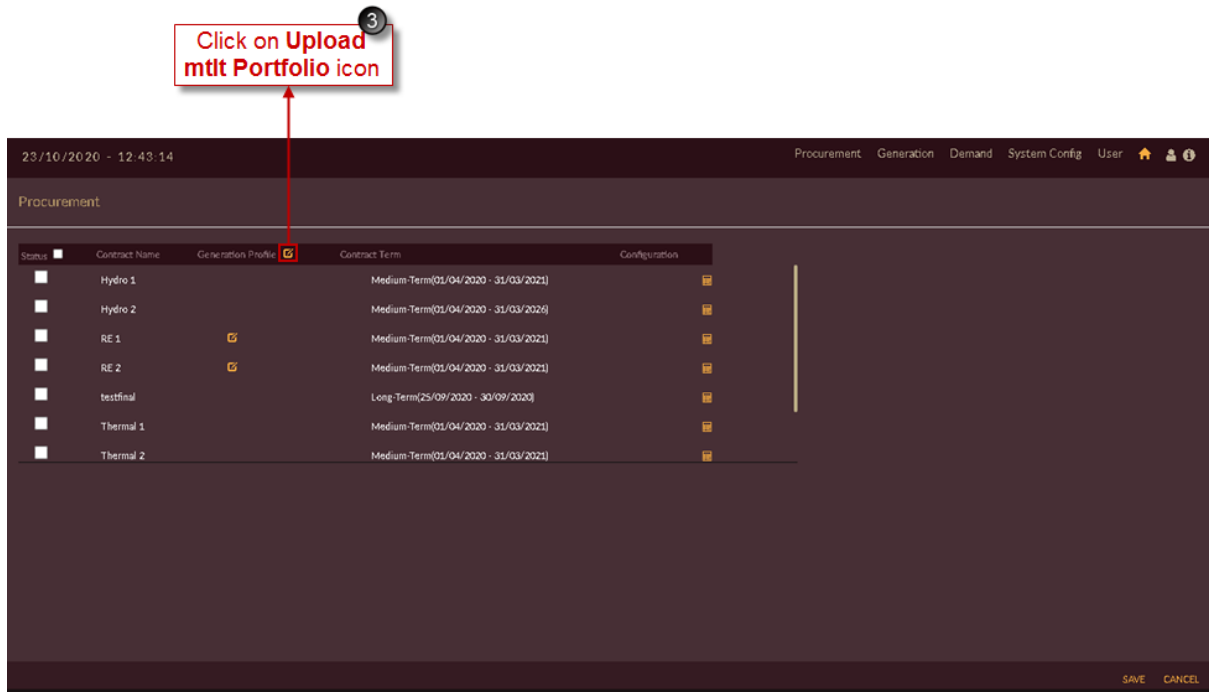 3
Click on Upload
mtlt Portfolio icon
23/10/2020 - 12:43:14
Procurement Generation Demand System Config User
Procurement
Status Contract Name Generation Profile Contract Term Configuration
Hydro 1 Medium-Term(01/04/2020 - 31/03/2021)
Hydro 2 Medium-Term(01/04/2020 - 31/03/2026)
RE 1 Medium-Term(01/04/2020 - 31/03/2021)
RE 2 Medium-Term(01/04/2020 - 31/03/2021)
testfinal Long-Term(25/09/2020 - 30/09/2020)
Thermal 1 Medium-Term(01/04/2020 - 31/03/2021)
Thermal 2 Medium-Term(01/04/2020 - 31/03/2021)
SAVE CANCEL